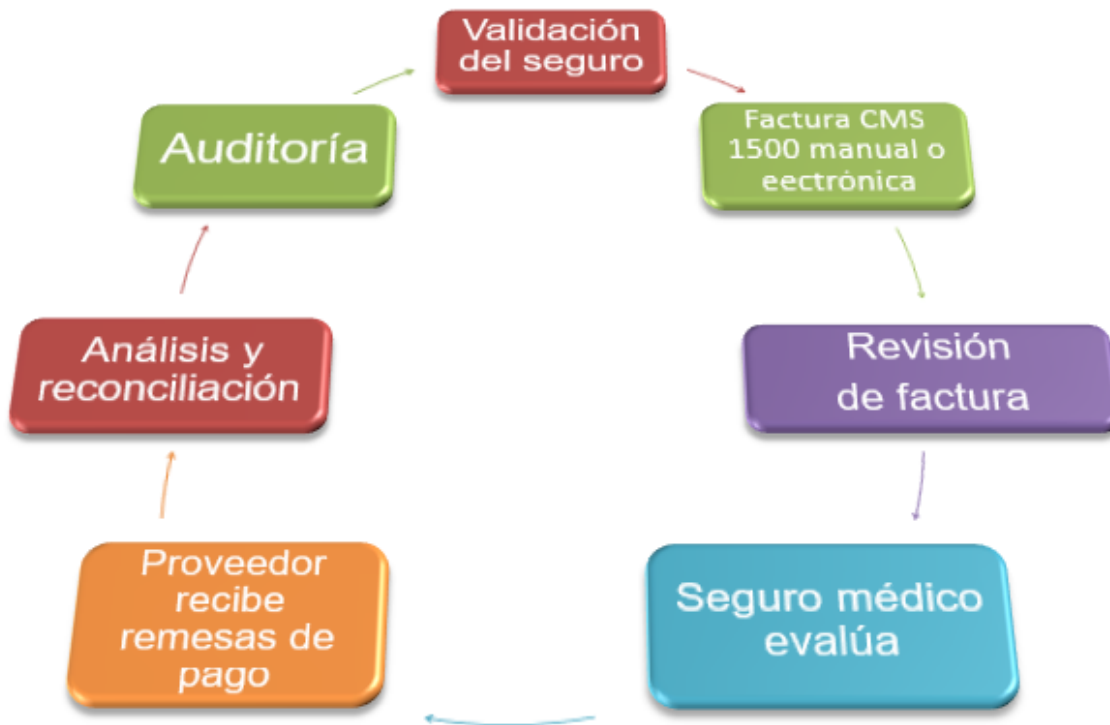 Validación
del seguro
Factura CMS
1500 manual o
eectrónica
Revisión
de factura
Seguro médico
evalúa
Proveedor
recibe
remesas de
pago
Análisis y
reconciliación
Auditoría